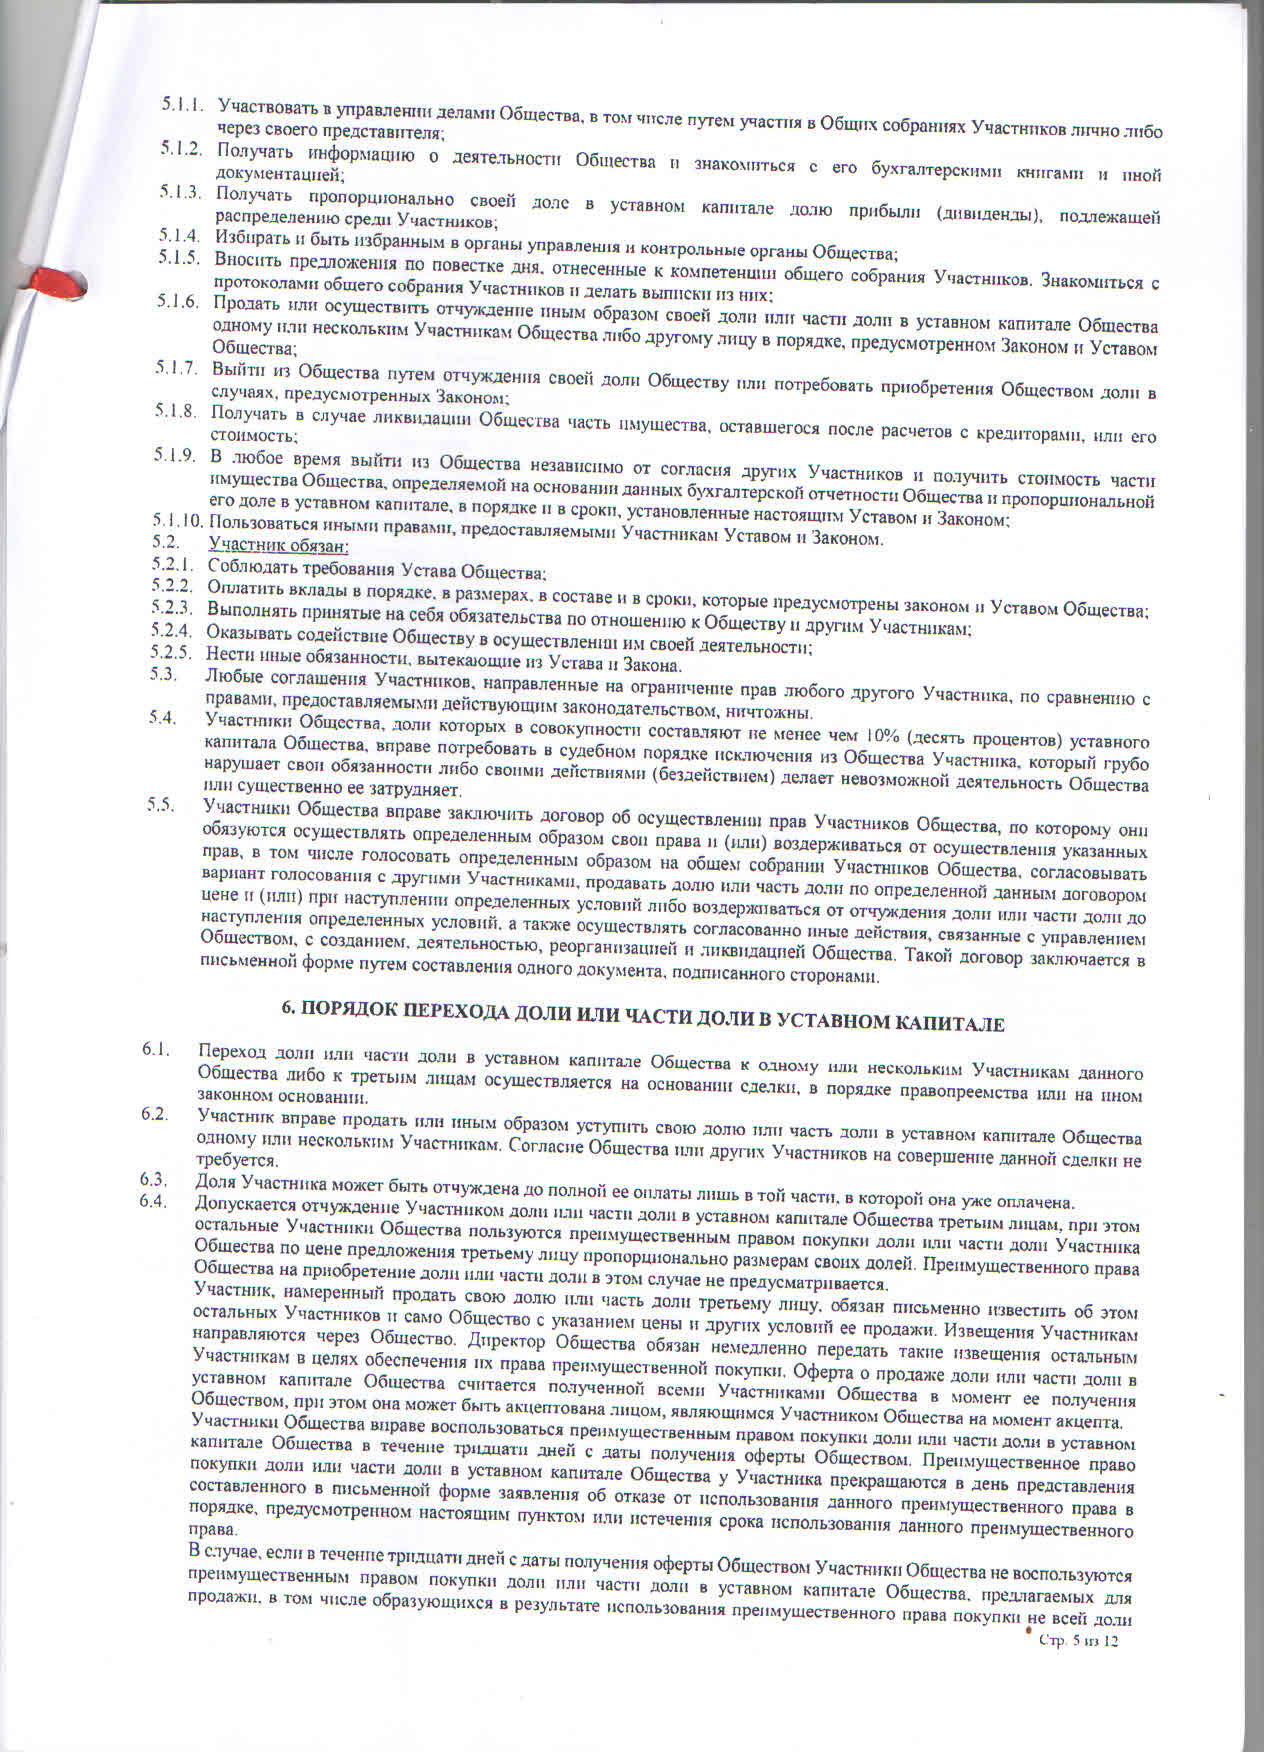 5.1.1. Участвовать в управлении делами Общества, в том числе путем участия в Общих собраниях Участников лично либо
через своего представителя;
5.1.2. Получать информацию о деятельности Общества и знакомиться с его бухгалтерскими книгами и иной
документацией;
5.1.3. Получать пропорционально своей доле в уставном капитале долю прибыли (дивиденды), подлежащей
распределению среди Участников;
5.1.4. Избирать и быть избранным в органы управления и контрольные органы Общества;
5.1.5. Вносить предложения по повестке дня, отнесенные к компетенции общего собрания Участников. Знакомиться с
протоколами общего собрания Участников и делать выписки из них;
5.1.6. Продать или осуществить отчуждение иным образом своей доли или части доли в уставном капитале Общества
одному или нескольким Участникам Общества либо другому лицу в порядке, предусмотренном Законом и Уставом
Общества;
5.1.7. Выйти из Общества путем отчуждения своей доли Обществу или потребовать приобретения Обществом доли в
случаях, предусмотренных Законом;
5.1.8. Получать в случае ликвидации Общества часть имущества, оставшегося после расчетов с кредиторами, или его
стоимость;
5.1.9. В любое время выйти из Общества независимо от согласия других Участников и получить стоимость части
имущества Общества, определяемой на основании данных бухгалтерской отчетности Общества и пропорциональной
его доле в уставном капитале, в порядке и в сроки, установленные настоящим Уставом и Законом;
5.1.10. Пользоваться иными правами, предоставляемыми Участникам Уставом и Законом.
5.2. Участник обязан:
5.2.1. Соблюдать требования Устава Общества;
5.2.2. Оплатить вклады в порядке, в размерах, в составе и в сроки, которые предусмотрены законом и Уставом Общества;
5.2.3. Выполнять принятые на себя обязательства по отношению к Обществу и другим Участникам;
5.2.4. Оказывать содействие Обществу в осуществлении им своей деятельности;
5.2.5. Нести иные обязанности, вытекающие из Устава и Закона.
5.3. Любые соглашения Участников, направленные на ограничение прав любого другого Участника, по сравнению с
правами, предоставляемыми действующим законодательством, ничтожны.
5.4. Участники Общества, доли которых в совокупности составляют не менее чем 10% (десять процентов) уставного
капитала Общества, вправе потребовать в судебном порядке исключения из Общества Участника, который грубо
нарушает свои обязанности либо своими действиями (бездействием) делает невозможной деятельность Общества
или существенно ее затрудняет.
5.5. Участники Общества вправе заключить договор об осуществлении прав Участников Общества, по которому они
обязуются осуществлять определенным образом свои права и (или) воздерживаться от осуществления указанных
прав, в том числе голосовать определенным образом на общем собрании Участников Общества, согласовывать
вариант голосования с другими Участниками, продавать долю или часть доли по определенной данным договором
цене и (или) при наступлении определенных условий либо воздерживаться от отчуждения доли или части доли до
наступления определенных условий, а также осуществлять согласованно иные действия, связанные с управлением
Обществом, с созданием, деятельностью, реорганизацией и ликвидацией Общества. Такой договор заключается в
письменной форме путем составления одного документа, подписанного сторонами.
6. ПОРЯДОК ПЕРЕХОДА ДОЛИ ИЛИ ЧАСТИ ДОЛИ В УСТАВНОМ КАПИТАЛЕ
6.1. Переход доли или части доли в уставном капитале Общества к одному или нескольким Участникам данного
Общества либо к третьим лицам осуществляется на основании сделки, в порядке правопреемства или на ином
законном основании.
6.2. Участник вправе продать или иным образом уступить свою долю или часть доли в уставном капитале Общества
одному или нескольким Участникам. Согласие Общества или других Участников на совершение данной сделки не
требуется.
6.3. Доля Участника может быть отчуждена до полной ее оплаты лишь в той части, в которой она уже оплачена.
6.4. Допускается отчуждение Участником доли или части доли в уставном капитале Общества третьим лицам, при этом
остальные Участники Общества пользуются преимущественным правом покупки доли или части доли Участника
Общества по цене предложения третьему лицу пропорционально размерам своих долей. Преимущественного права
Общества на приобретение доли или части доли в этом случае не предусматривается.
Участник, намеренный продать свою долю или часть доли третьему лицу, обязан письменно известить об этом
остальных Участников и само Общество с указанием цены и других условий ее продажи. Извещения Участникам
направляются через Общество. Директор Общества обязан немедленно передать такие извещения остальным
Участникам в целях обеспечения их права преимущественной покупки. Оферта о продаже доли или части доли в
уставном капитале Общества считается полученной всеми Участниками Общества в момент ее получения
Обществом, при этом она может быть акцептована лицом, являющимся Участником Общества на момент акцепта.
Участники Общества вправе воспользоваться преимущественным правом покупки доли или части доли в уставном
капитале Общества в течение тридцати дней с даты получения оферты Обществом. Преимущественное право
покупки доли или части доли в уставном капитале Общества у Участника прекращаются в день представления
составленного в письменной форме заявления об отказе от использования данного преимущественного права в
порядке, предусмотренном настоящим пунктом или истечения срока использования данного преимущественного
права.
В случае, если в течение тридцати дней с даты получения оферты Обществом Участники Общества не воспользуются
преимущественным правом покупки доли или части доли в уставном капитале Общества, предлагаемых для
продажи, в том числе образующихся в результате использования преимущественного права покупки не всей доли
Стр. 5 из 12